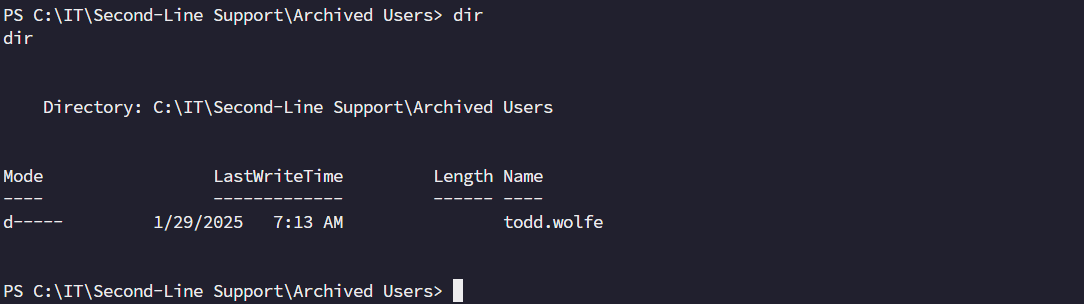 PS C:\IT\Second-Line Support\Archived Users> dir
dir
Directory: C:\IT\Second-Line Support\Archived Users
Mode                 LastWriteTime         Length Name
----                 -------------         ------ ----
d-----         1/29/2025   7:13 AM                todd.wolfe
PS C:\IT\Second-Line Support\Archived Users>